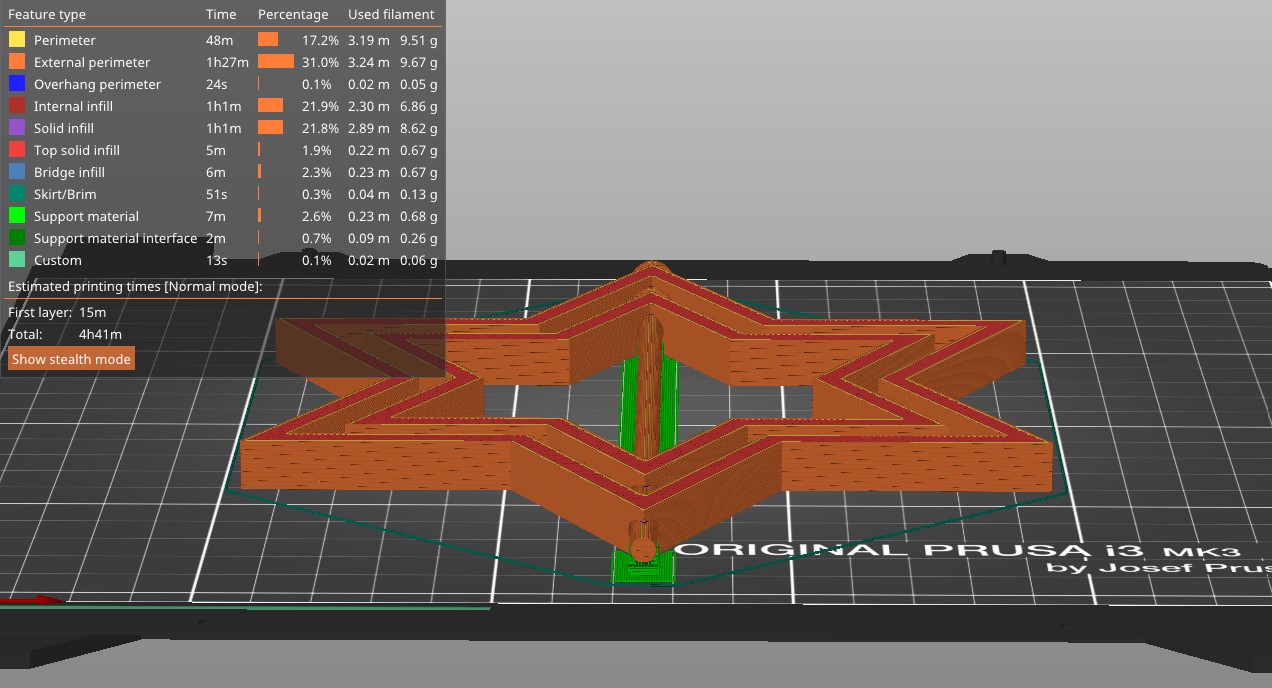 Feature type Time Percentage Used filament
Perimeter 48m 17.2% 3.19 m 9.51 g
External perimeter 1h27m 31.0% 3.24 m 9.67 g
Overhang perimeter 24s 0.1% 0.02 m 0.05 g
Internal infill 1h1m 21.9% 2.30 m 6.86 g
Solid infill 1h1m 21.8% 2.89 m 8.62 g
Top solid infill 5m 1.9% 0.22 m 0.67 g
Bridge infill 6m 2.3% 0.23 m 0.67 g
Skirt/Brim 51s 0.3% 0.04 m 0.13 g
Support material 7m 2.6% 0.23 m 0.68 g
Support material interface 2m 0.7% 0.09 m 0.26 g
Custom 13s 0.1% 0.02 m 0.06 g
Estimated printing times [Normal mode]:
First layer: 15m
Total: 4h41m
Show stealth mode
ORIGINAL PRUSA i3 MK3
by Josef Prus